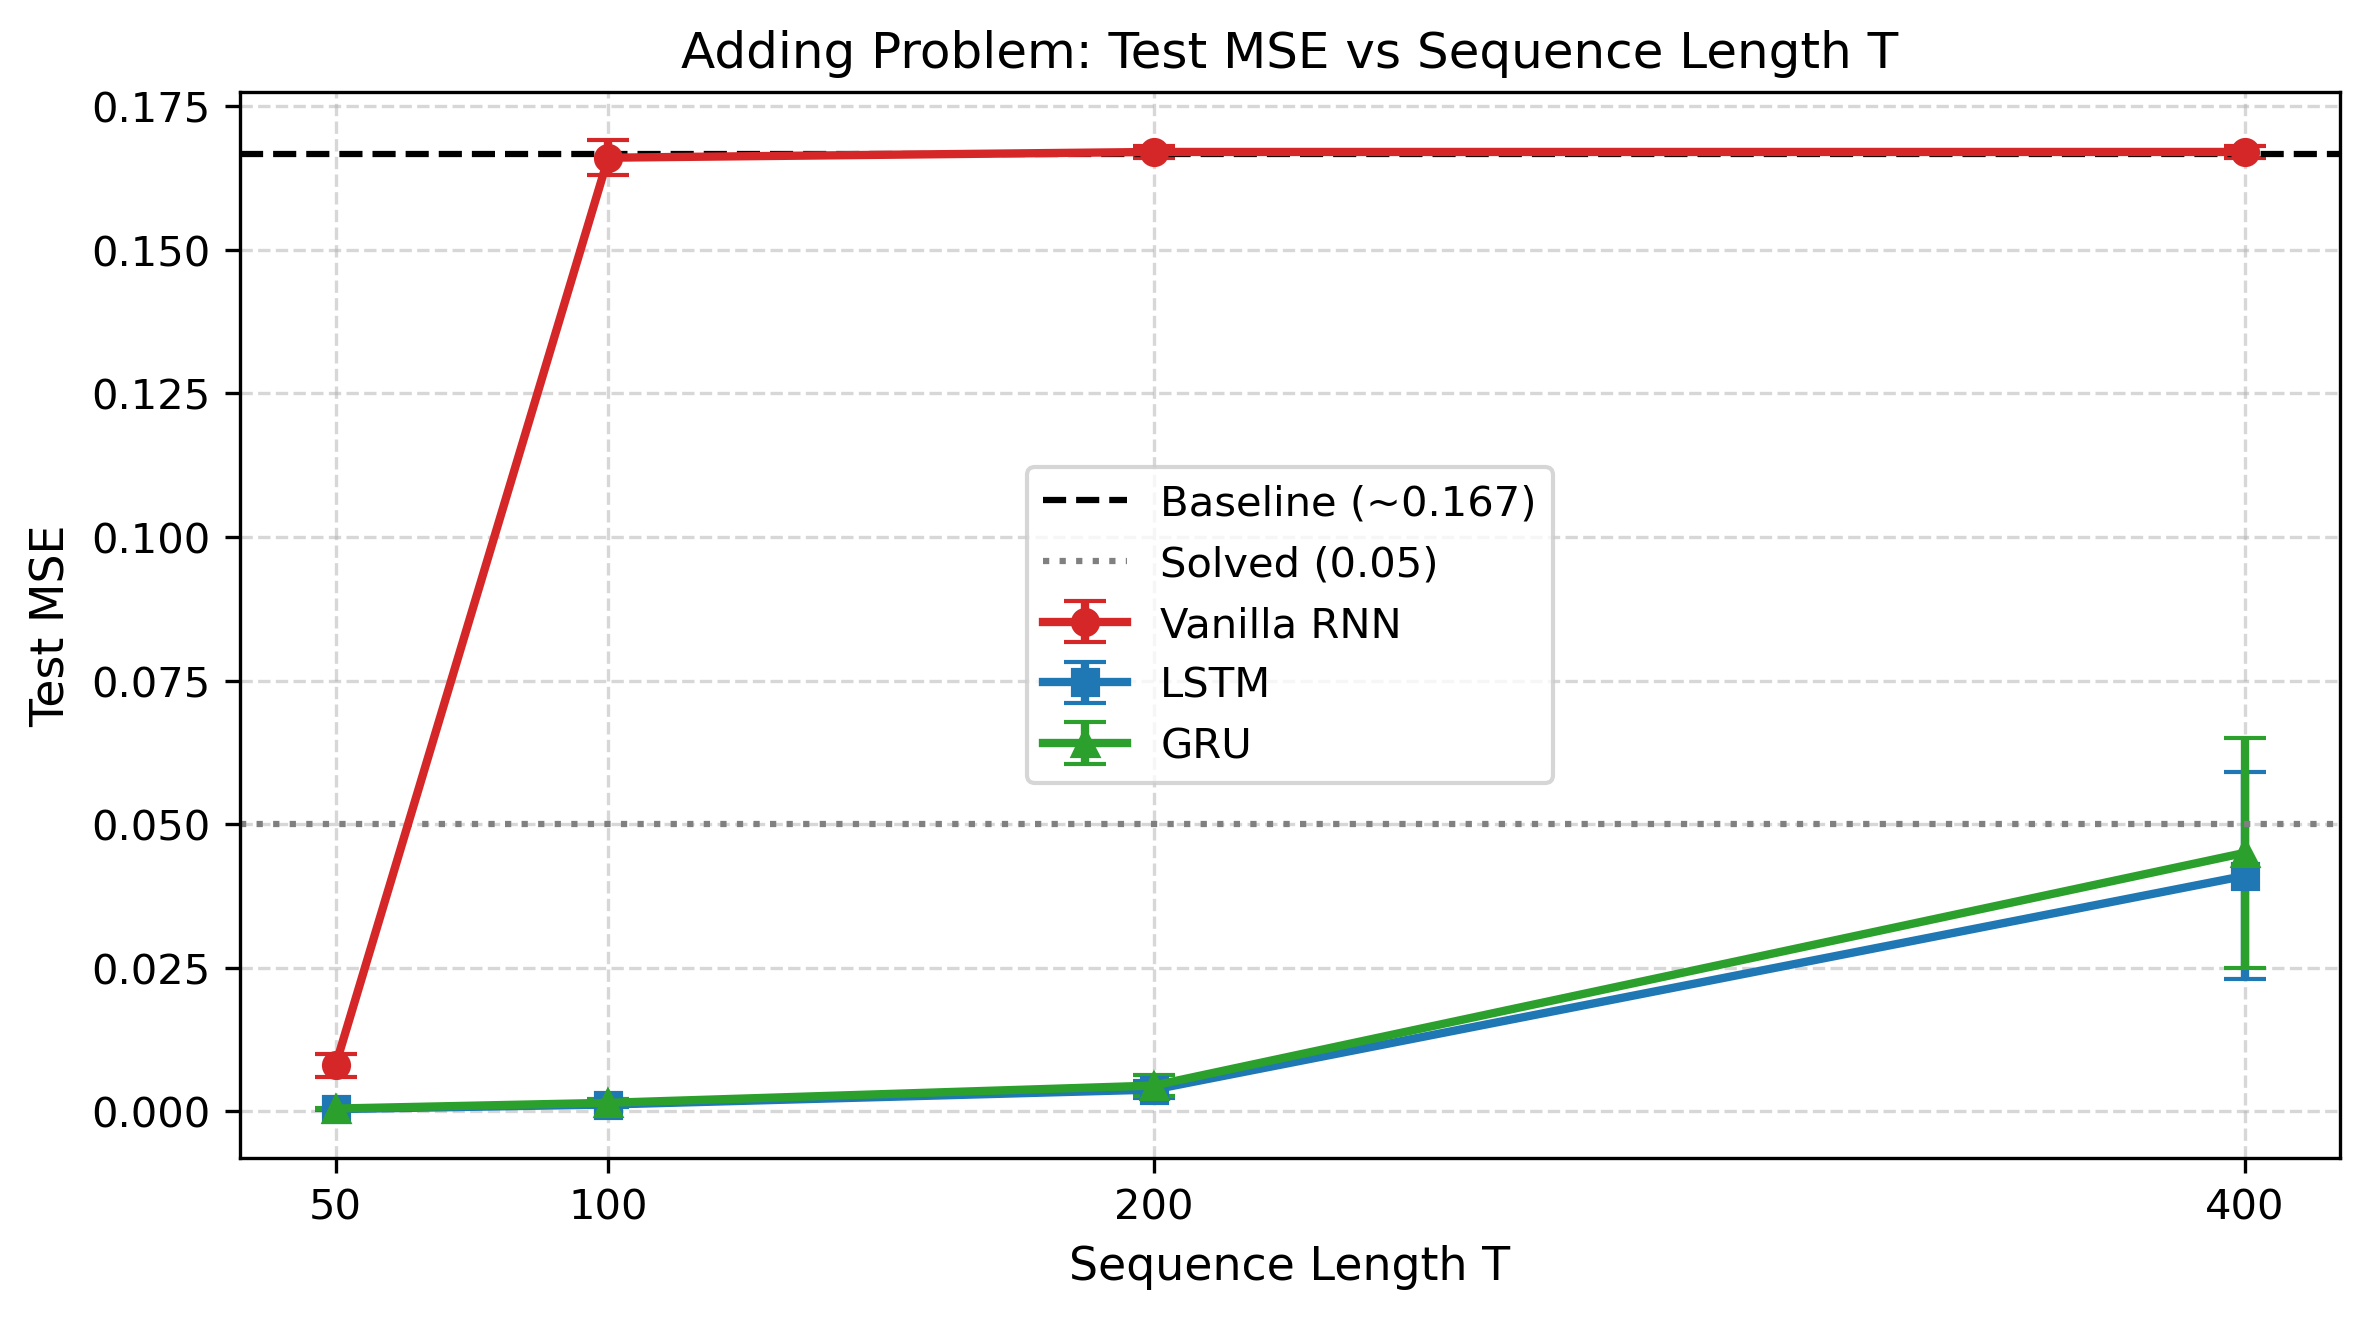 Adding Problem: Test MSE vs Sequence Length T
0.175
0.150
0.125
0.100
0.075
0.050
0.025
0.000
Test MSE
Baseline (~0.167)
Solved (0.05)
Vanilla RNN
LSTM
GRU
50 100 200 400
Sequence Length T